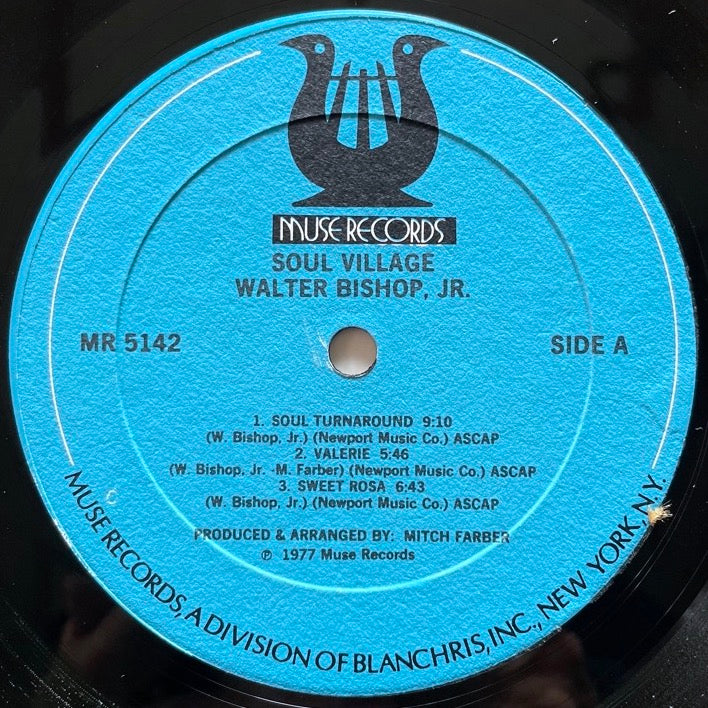 MUSE RECORDS
SOUL VILLAGE
WALTER BISHOP, JR.
MR 5142
SIDE A
1. SOUL TURNAROUND 9:10
(W. Bishop, Jr.) (Newport Music Co.) ASCAP
2. VALERIE 5:46
(W. Bishop, Jr. -M. Farber) (Newport Music Co.) ASCAP
3. SWEET ROSA 6:43
(W. Bishop, Jr.) (Newport Music Co.) ASCAP
PRODUCED & ARRANGED BY: MITCH FARBER
℗ 1977 Muse Records
MUSE RECORDS, A DIVISION OF BLANCHRIS, INC., NEW YORK, N.Y.